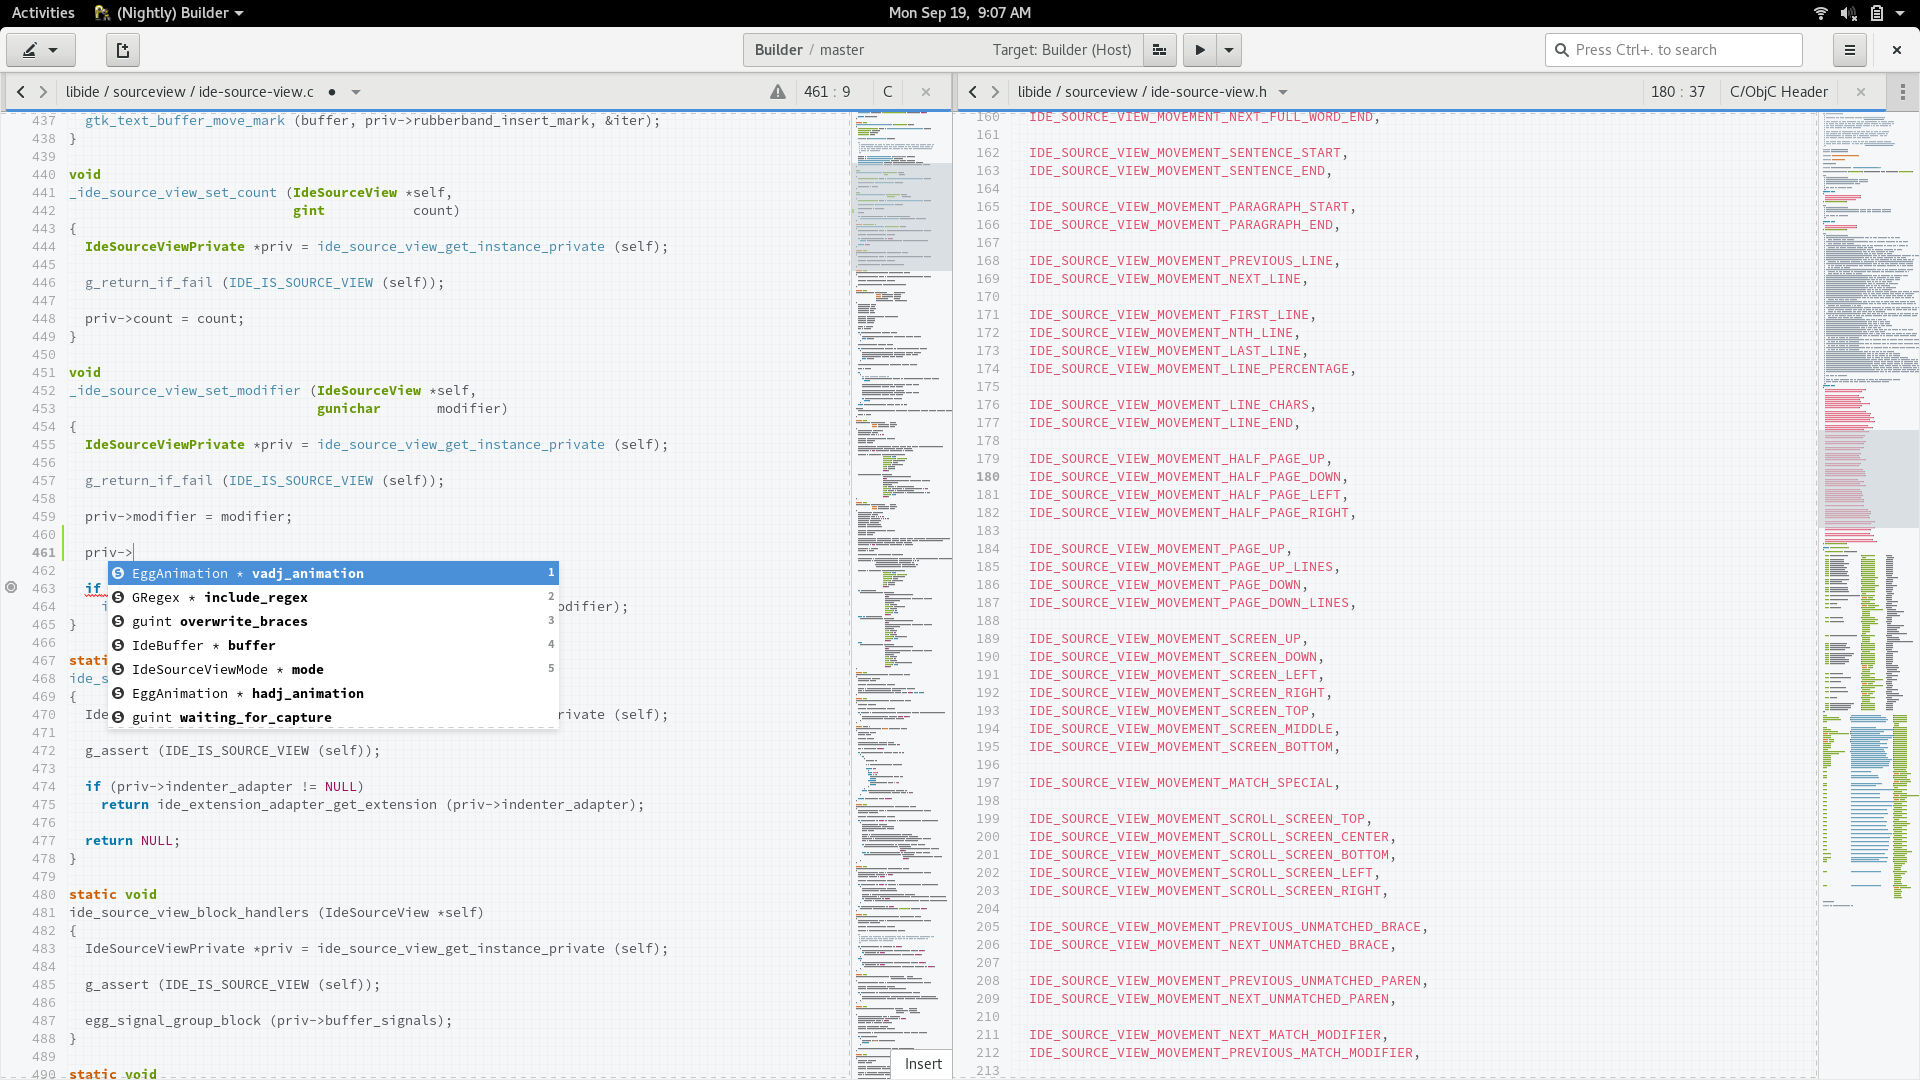 Activities (Nightly) Builder Mon Sep 19, 9:07 AM
Builder / master Target: Builder (Host) Press Ctrl+. to search
libide / sourceview / ide-source-view.c ● 461 : 9 C ×
437 gtk_text_buffer_move_mark (buffer, priv->rubberband_insert_mark, &iter);
438 }
439
440 void
441 _ide_source_view_set_count (IdeSourceView *self,
442 gint count)
443 {
444 IdeSourceViewPrivate *priv = ide_source_view_get_instance_private (self);
445
446 g_return_if_fail (IDE_IS_SOURCE_VIEW (self));
447
448 priv->count = count;
449 }
450
451 void
452 _ide_source_view_set_modifier (IdeSourceView *self,
453 gunichar modifier)
454 {
455 IdeSourceViewPrivate *priv = ide_source_view_get_instance_private (self);
456
457 g_return_if_fail (IDE_IS_SOURCE_VIEW (self));
458
459 priv->modifier = modifier;
460
461 priv->
462
463 if
464 odifier);
465 }
466
467 stati
468 ide_s
469 {
470 Ide rivate (self);
471
472 g_assert (IDE_IS_SOURCE_VIEW (self));
473
474 if (priv->indenter_adapter != NULL)
475 return ide_extension_adapter_get_extension (priv->indenter_adapter);
476
477 return NULL;
478 }
479
480 static void
481 ide_source_view_block_handlers (IdeSourceView *self)
482 {
483 IdeSourceViewPrivate *priv = ide_source_view_get_instance_private (self);
484
485 g_assert (IDE_IS_SOURCE_VIEW (self));
486
487 egg_signal_group_block (priv->buffer_signals);
488 }
489
490 static void
EggAnimation * vadj_animation 1
GRegex * include_regex 2
guint overwrite_braces 3
IdeBuffer * buffer 4
IdeSourceViewMode * mode 5
EggAnimation * hadj_animation
guint waiting_for_capture
Insert
libide / sourceview / ide-source-view.h 180 : 37 C/ObjC Header ×
160 IDE_SOURCE_VIEW_MOVEMENT_NEXT_FULL_WORD_END,
161
162 IDE_SOURCE_VIEW_MOVEMENT_SENTENCE_START,
163 IDE_SOURCE_VIEW_MOVEMENT_SENTENCE_END,
164
165 IDE_SOURCE_VIEW_MOVEMENT_PARAGRAPH_START,
166 IDE_SOURCE_VIEW_MOVEMENT_PARAGRAPH_END,
167
168 IDE_SOURCE_VIEW_MOVEMENT_PREVIOUS_LINE,
169 IDE_SOURCE_VIEW_MOVEMENT_NEXT_LINE,
170
171 IDE_SOURCE_VIEW_MOVEMENT_FIRST_LINE,
172 IDE_SOURCE_VIEW_MOVEMENT_NTH_LINE,
173 IDE_SOURCE_VIEW_MOVEMENT_LAST_LINE,
174 IDE_SOURCE_VIEW_MOVEMENT_LINE_PERCENTAGE,
175
176 IDE_SOURCE_VIEW_MOVEMENT_LINE_CHARS,
177 IDE_SOURCE_VIEW_MOVEMENT_LINE_END,
178
179 IDE_SOURCE_VIEW_MOVEMENT_HALF_PAGE_UP,
180 IDE_SOURCE_VIEW_MOVEMENT_HALF_PAGE_DOWN,
181 IDE_SOURCE_VIEW_MOVEMENT_HALF_PAGE_LEFT,
182 IDE_SOURCE_VIEW_MOVEMENT_HALF_PAGE_RIGHT,
183
184 IDE_SOURCE_VIEW_MOVEMENT_PAGE_UP,
185 IDE_SOURCE_VIEW_MOVEMENT_PAGE_UP_LINES,
186 IDE_SOURCE_VIEW_MOVEMENT_PAGE_DOWN,
187 IDE_SOURCE_VIEW_MOVEMENT_PAGE_DOWN_LINES,
188
189 IDE_SOURCE_VIEW_MOVEMENT_SCREEN_UP,
190 IDE_SOURCE_VIEW_MOVEMENT_SCREEN_DOWN,
191 IDE_SOURCE_VIEW_MOVEMENT_SCREEN_LEFT,
192 IDE_SOURCE_VIEW_MOVEMENT_SCREEN_RIGHT,
193 IDE_SOURCE_VIEW_MOVEMENT_SCREEN_TOP,
194 IDE_SOURCE_VIEW_MOVEMENT_SCREEN_MIDDLE,
195 IDE_SOURCE_VIEW_MOVEMENT_SCREEN_BOTTOM,
196
197 IDE_SOURCE_VIEW_MOVEMENT_MATCH_SPECIAL,
198
199 IDE_SOURCE_VIEW_MOVEMENT_SCROLL_SCREEN_TOP,
200 IDE_SOURCE_VIEW_MOVEMENT_SCROLL_SCREEN_CENTER,
201 IDE_SOURCE_VIEW_MOVEMENT_SCROLL_SCREEN_BOTTOM,
202 IDE_SOURCE_VIEW_MOVEMENT_SCROLL_SCREEN_LEFT,
203 IDE_SOURCE_VIEW_MOVEMENT_SCROLL_SCREEN_RIGHT,
204
205 IDE_SOURCE_VIEW_MOVEMENT_PREVIOUS_UNMATCHED_BRACE,
206 IDE_SOURCE_VIEW_MOVEMENT_NEXT_UNMATCHED_BRACE,
207
208 IDE_SOURCE_VIEW_MOVEMENT_PREVIOUS_UNMATCHED_PAREN,
209 IDE_SOURCE_VIEW_MOVEMENT_NEXT_UNMATCHED_PAREN,
210
211 IDE_SOURCE_VIEW_MOVEMENT_NEXT_MATCH_MODIFIER,
212 IDE_SOURCE_VIEW_MOVEMENT_PREVIOUS_MATCH_MODIFIER,
213